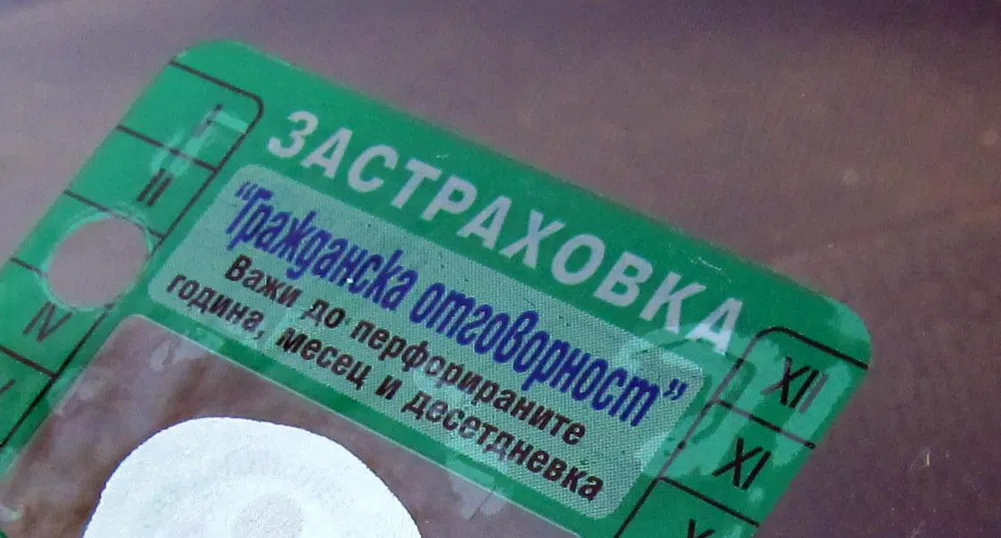 ЗАСТРАХОВКА
"Гражданска отговорност"
Важи до перфорираните
година, месец и десетдневка
I
II
IV
XII
XI